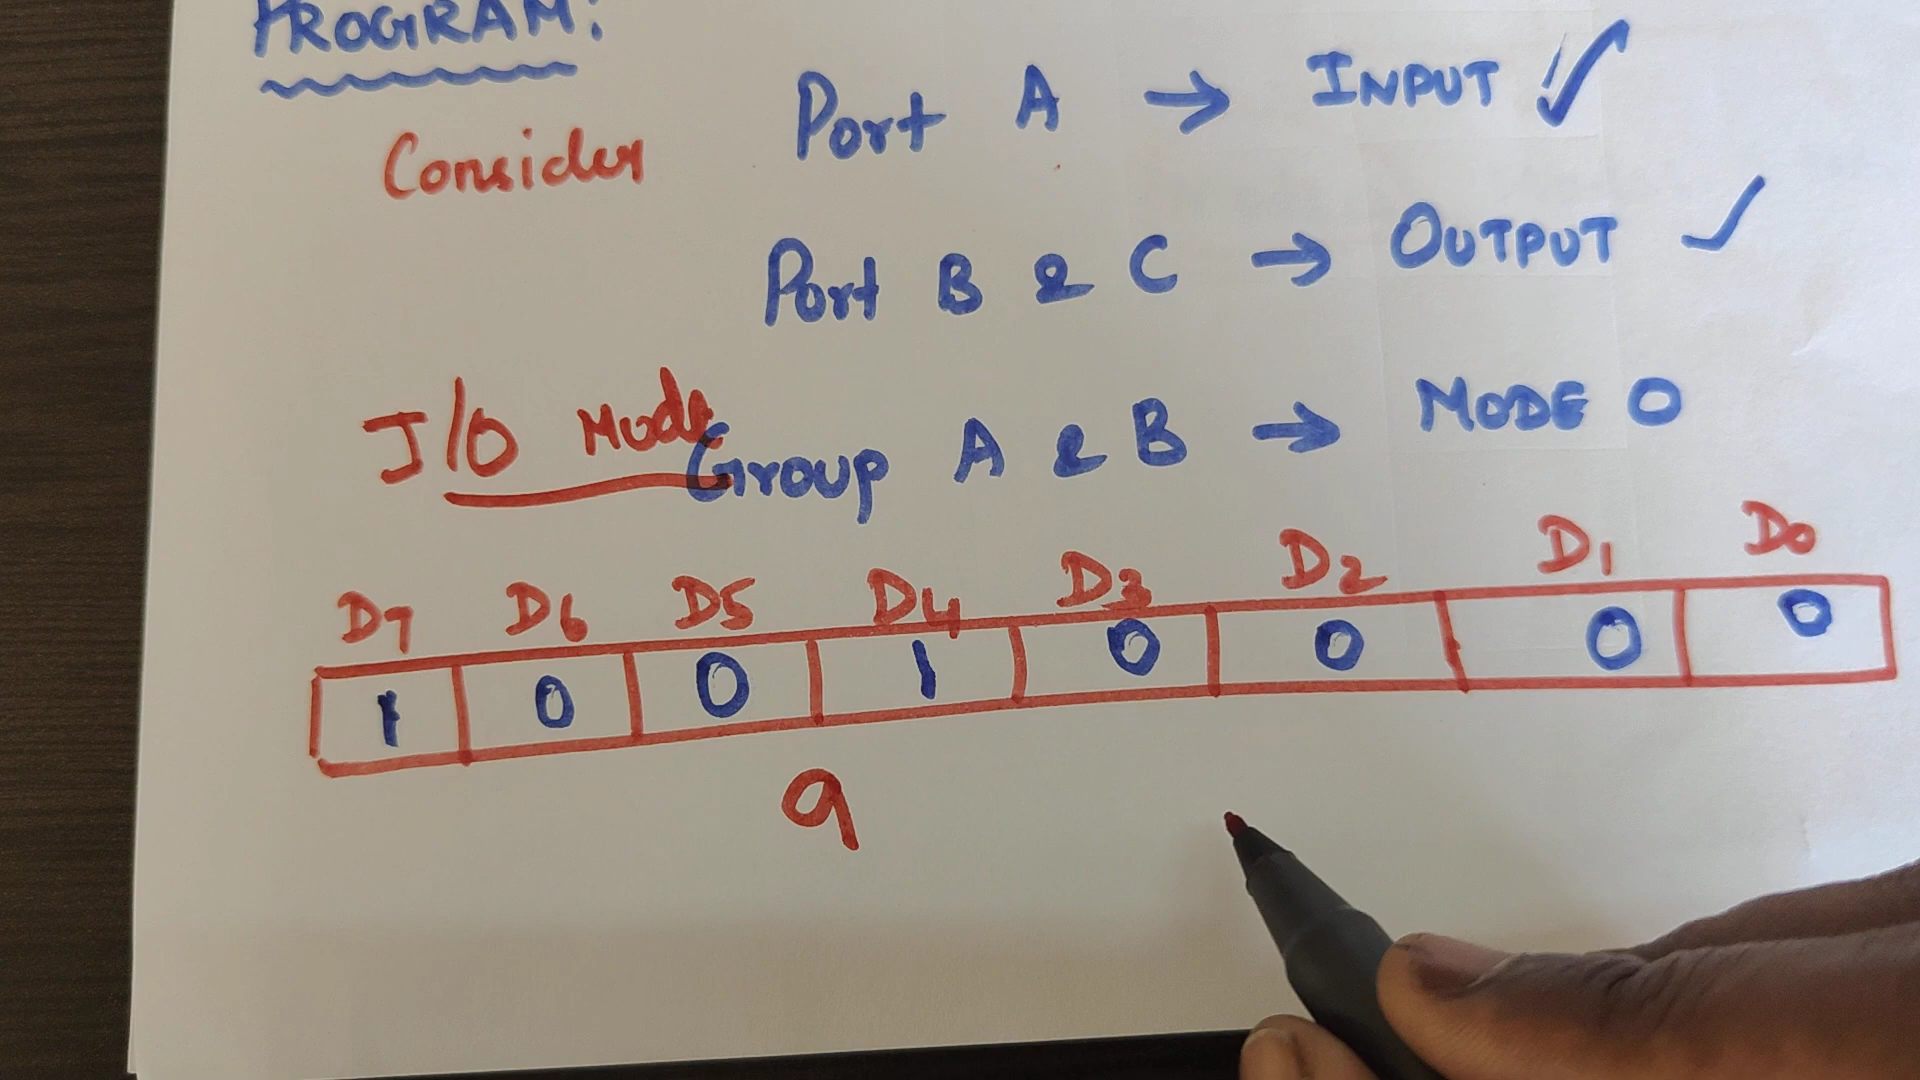 PROGRAM:
Consider Port A → INPUT ✓
Port B & C → OUTPUT ✓
I/O Mode Group A & B → MODE 0
D7 D6 D5 D4 D3 D2 D1 D0
1 0 0 1 0 0 0 0
9